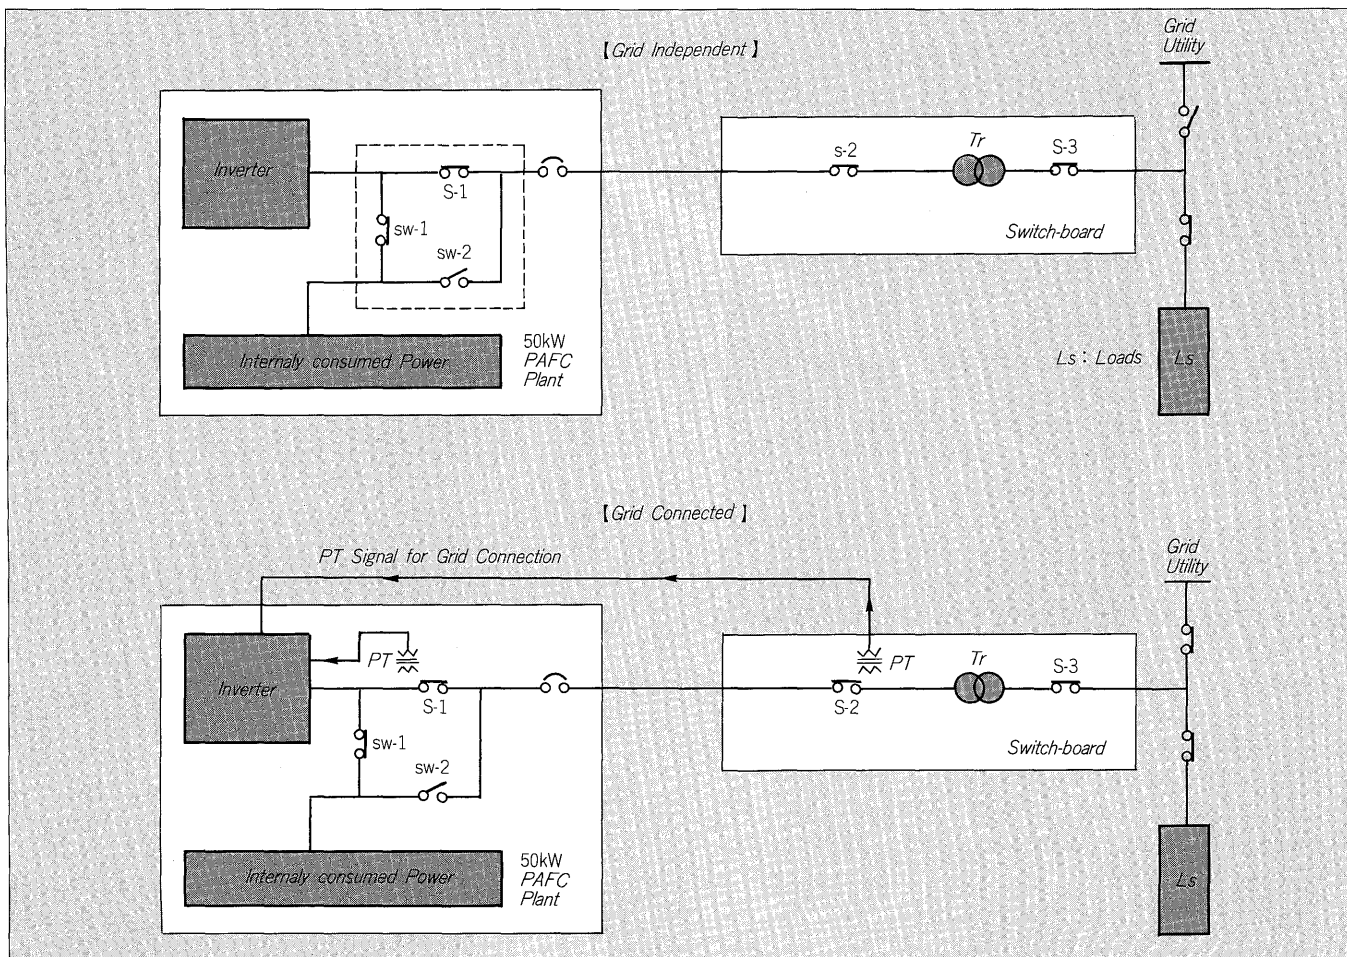 【Grid Independent】
Grid
Utility
Inverter
S-1
sw-1
sw-2
Internaly consumed Power
50kW
PAFC
Plant
s-2
Tr
S-3
Switch-board
Ls : Loads
Ls
【Grid Connected】
PT Signal for Grid Connection
Grid
Utility
Inverter
PT
S-1
sw-1
sw-2
Internaly consumed Power
50kW
PAFC
Plant
PT
S-2
Tr
S-3
Switch-board
Ls